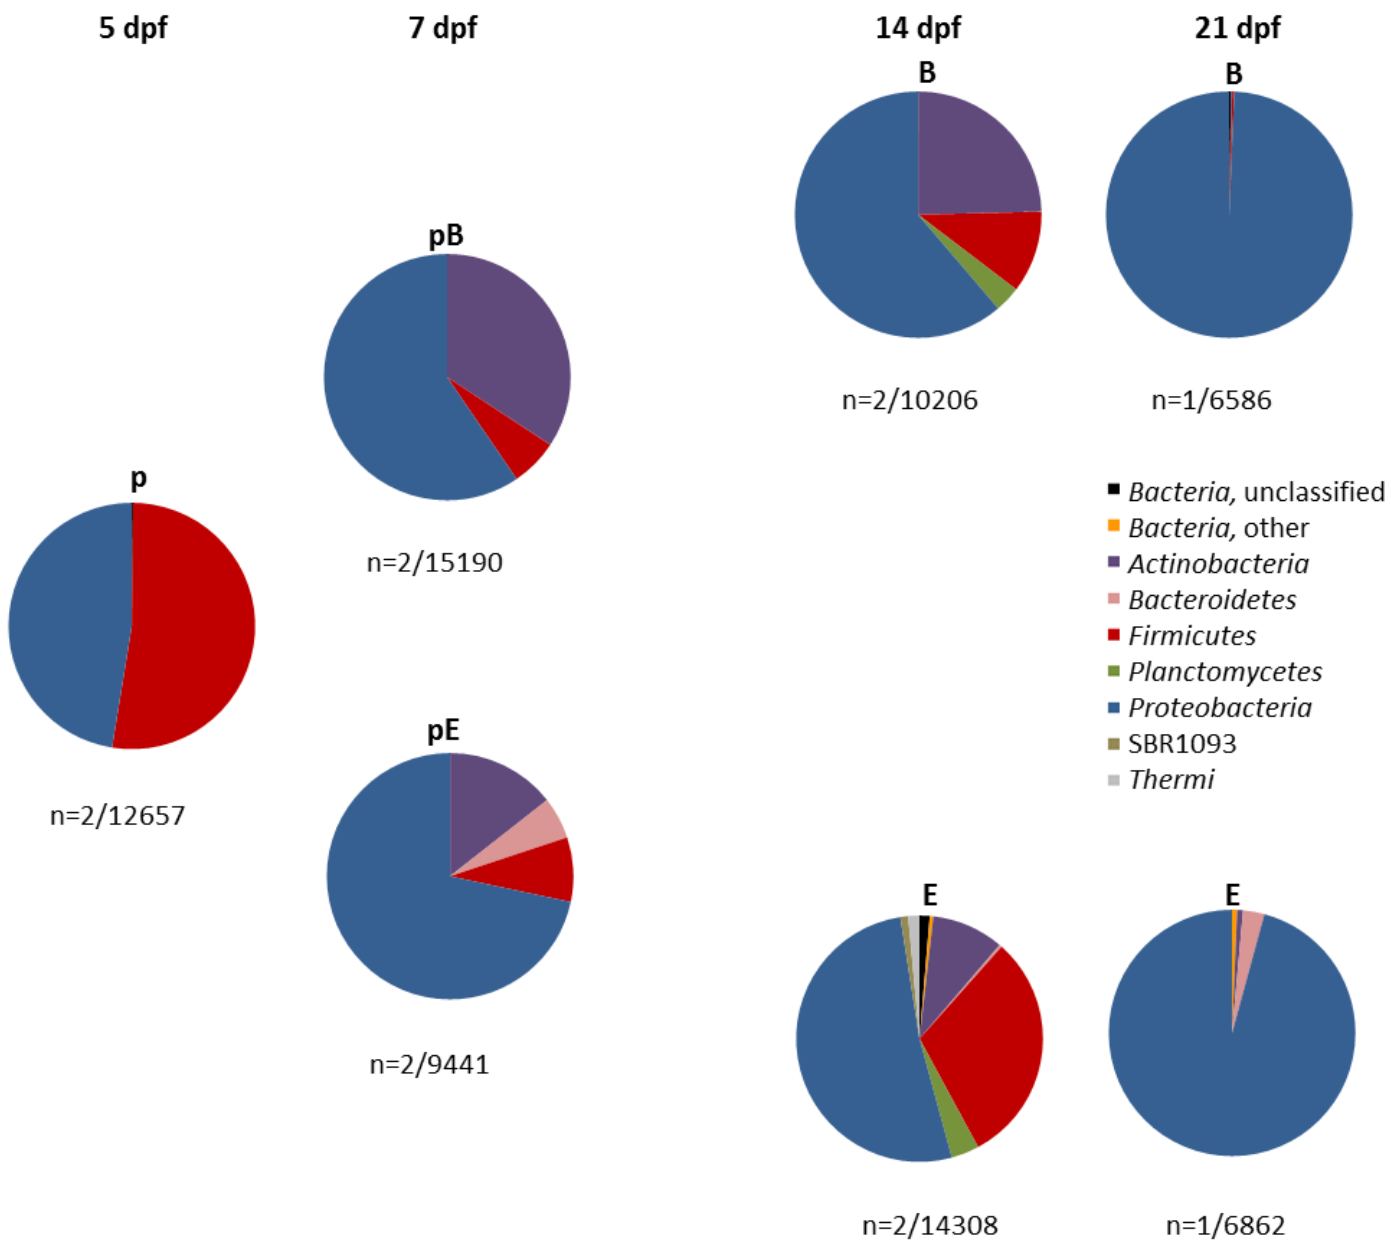 5 dpf
7 dpf
14 dpf
21 dpf
B
B
pB
n=2/10206
n=1/6586
p
n=2/15190
Bacteria, unclassified
Bacteria, other
Actinobacteria
Bacteroidetes
Firmicutes
Planctomycetes
Proteobacteria
SBR1093
Thermi
pE
n=2/12657
E
E
n=2/9441
n=2/14308
n=1/6862